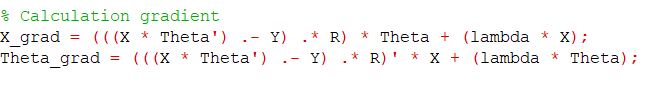 % Calculation gradient
X_grad = (((X * Theta') .- Y) .* R) * Theta + (lambda * X);
Theta_grad = (((X * Theta') .- Y) .* R)' * X + (lambda * Theta);